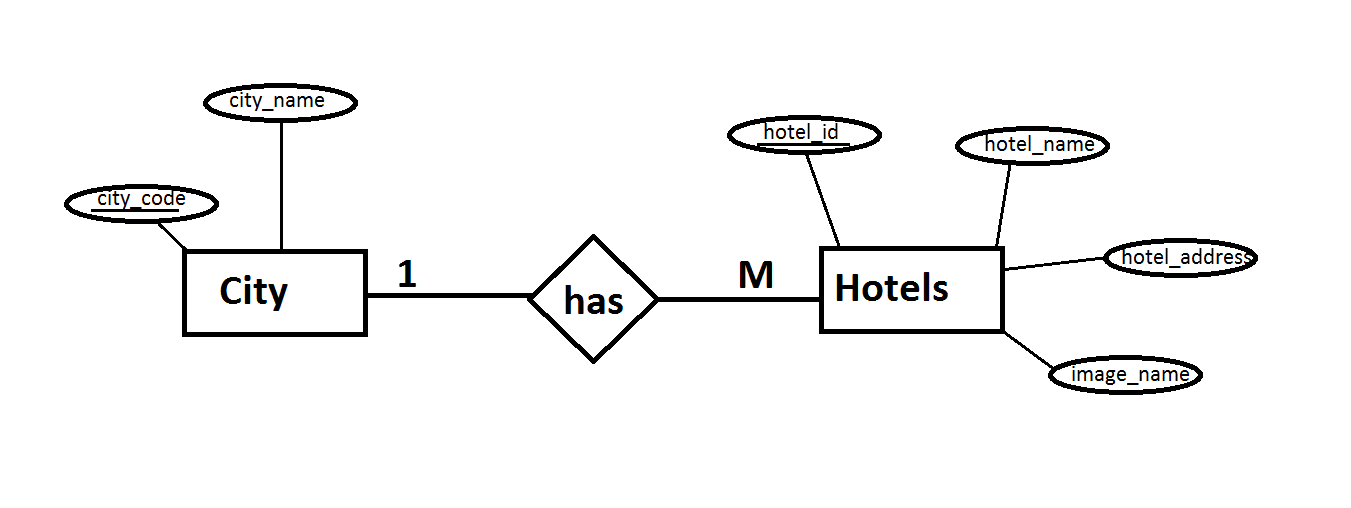 city_name
city_code
City
1
has
M
Hotels
hotel_id
hotel_name
hotel_address
image_name